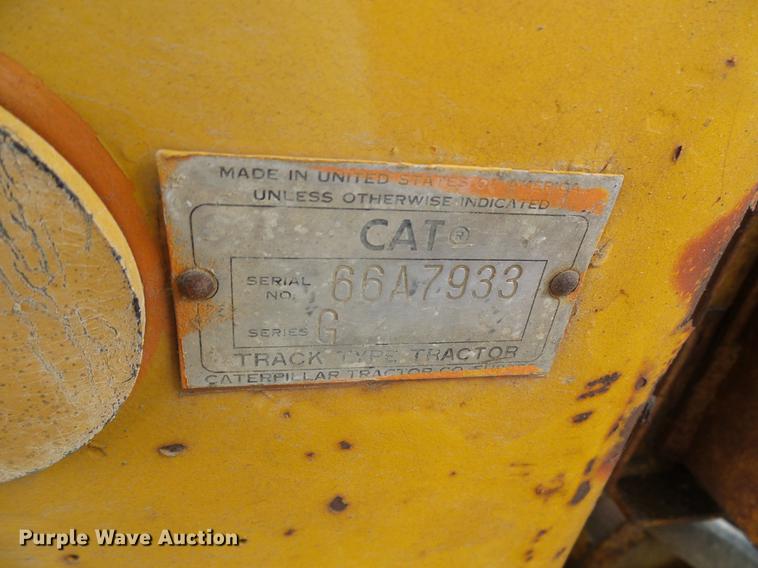 MADE IN UNITED STATES OF AMERICA
UNLESS OTHERWISE INDICATED
CAT®
SERIAL NO. 66A7933
SERIES G
TRACK TYPE TRACTOR
CATERPILLAR TRACTOR CO.
Purple Wave Auction